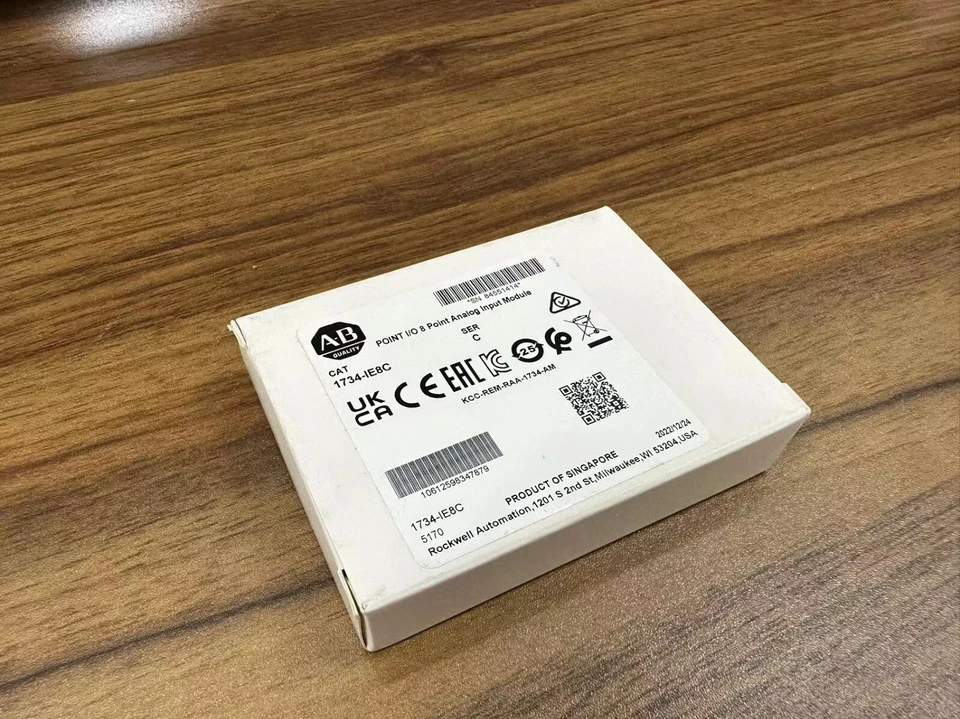 *SN 84551414*
AB
QUALITY
POINT I/O 8 Point Analog Input Module
CAT
1734-IE8C
SER
C
UK
CA
CE EAC KC 25
KCC-REM-RAA-1734-AM
10612598347879
1734-IE8C
5170
2022/12/24
PRODUCT OF SINGAPORE
Rockwell Automation,1201 S 2nd St,Milwaukee,WI 53204,USA